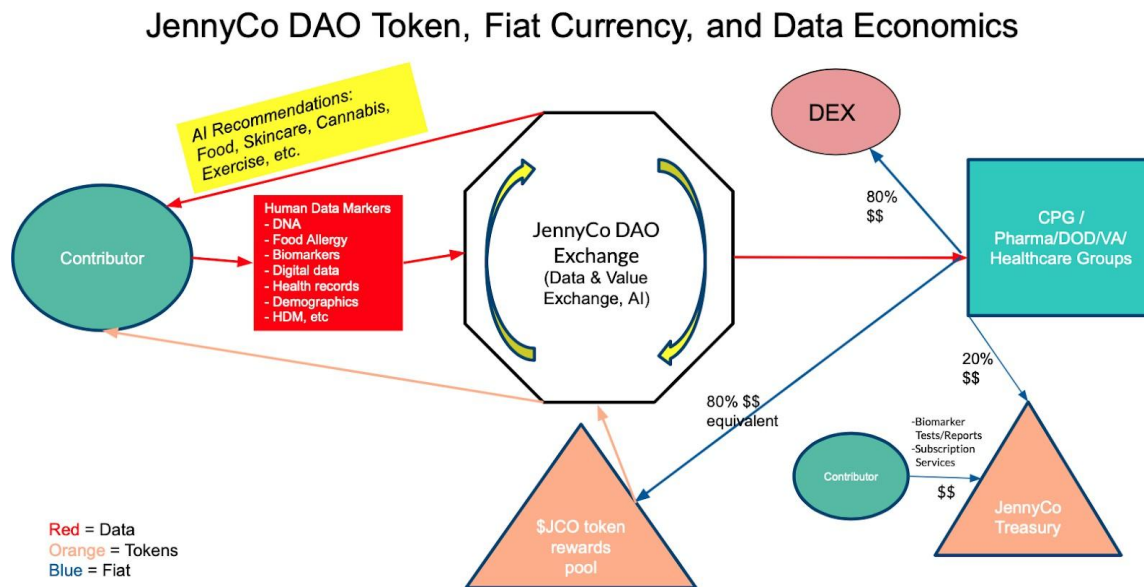 JennyCo DAO Token, Fiat Currency, and Data Economics
AI Recommendations:
Food, Skincare, Cannabis,
Exercise, etc.
DEX
80%
$$
Contributor
Human Data Markers
- DNA
- Food Allergy
- Biomarkers
- Digital data
- Health records
- Demographics
- HDM, etc
JennyCo DAO
Exchange
(Data & Value
Exchange, AI)
CPG /
Pharma/DOD/VA/
Healthcare Groups
20%
$$
80% $$
equivalent
-Biomarker
Tests/Reports
-Subscription
Services
Contributor
$$
JennyCo
Treasury
$JCO token
rewards
pool
Red = Data
Orange = Tokens
Blue = Fiat